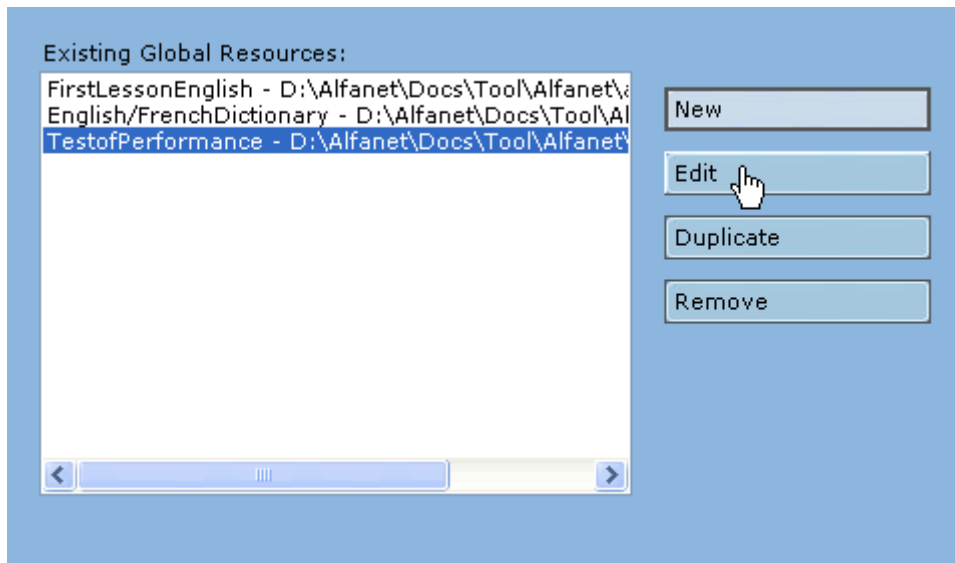 Existing Global Resources:
FirstLessonEnglish - D:\Alfanet\Docs\Tool\Alfanet\
English/FrenchDictionary - D:\Alfanet\Docs\Tool\Al
TestofPerformance - D:\Alfanet\Docs\Tool\Alfanet\
New
Edit
Duplicate
Remove